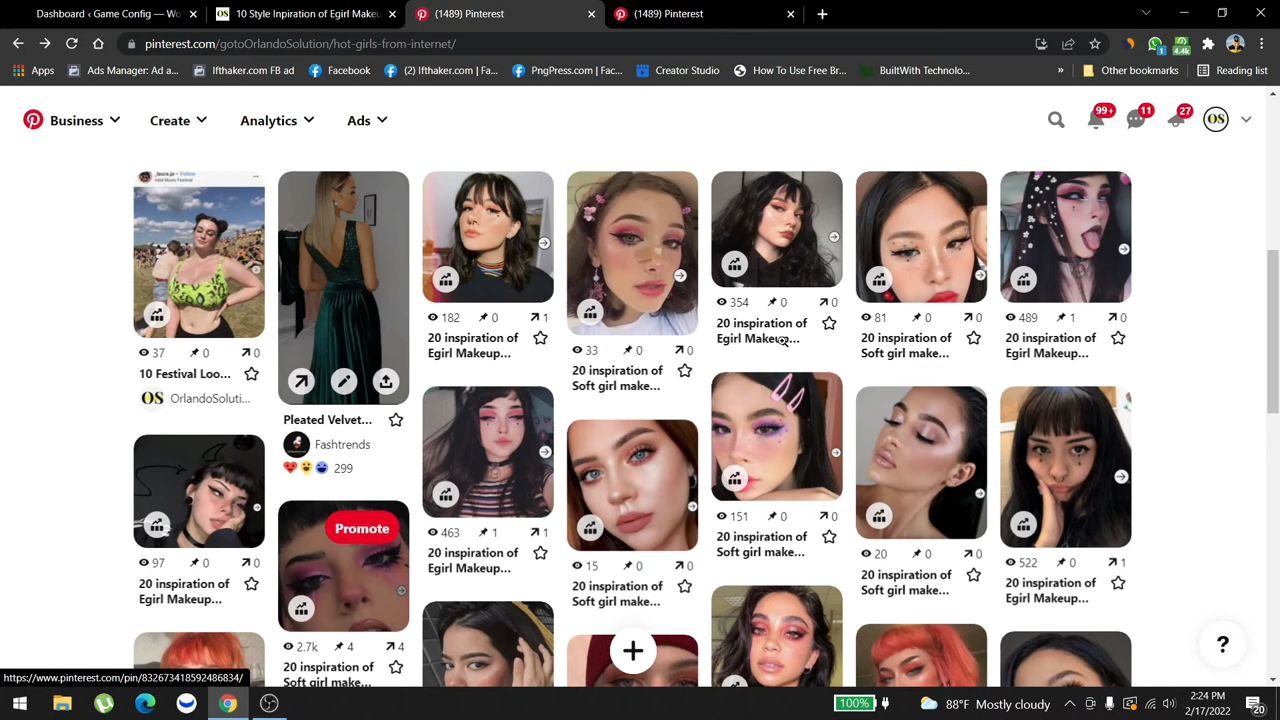 Dashboard ‹ Game Config — Wo
10 Style Inpiration of Egirl Makeu
(1489) Pinterest
(1489) Pinterest
pinterest.com/gotoOrlandoSolution/hot-girls-from-internet/
1
4.4k
Apps
Ads Manager: Ad a...
Ifthaker.com FB ad
Facebook
(2) Ifthaker.com | Fa...
PngPress.com | Fac...
Creator Studio
How To Use Free Br...
BuiltWith Technolo...
»
Other bookmarks
Reading list
Business
Create
Analytics
Ads
99+
11
27
OS
Follow
37 0 0
10 Festival Loo...
OS OrlandoSoluti...
97 0 0
20 inspiration of
Egirl Makeup...
Pleated Velvet...
Fashtrends
299
Promote
2.7k 4 4
20 inspiration of
Soft girl make...
182 0 1
20 inspiration of
Egirl Makeup...
463 1 1
20 inspiration of
Egirl Makeup...
33 0 0
20 inspiration of
Soft girl make...
15 0 0
20 inspiration of
Soft girl make...
354 0 0
20 inspiration of
Egirl Makeup...
151 0 0
20 inspiration of
Soft girl make...
81 0 0
20 inspiration of
Soft girl make...
20 0 0
20 inspiration of
Soft girl make...
489 1 0
20 inspiration of
Egirl Makeup...
522 0 1
20 inspiration of
Egirl Makeup...
+
?
https://www.pinterest.com/pin/832673418592486834/
100%
88°F Mostly cloudy
2:24 PM
2/17/2022
20